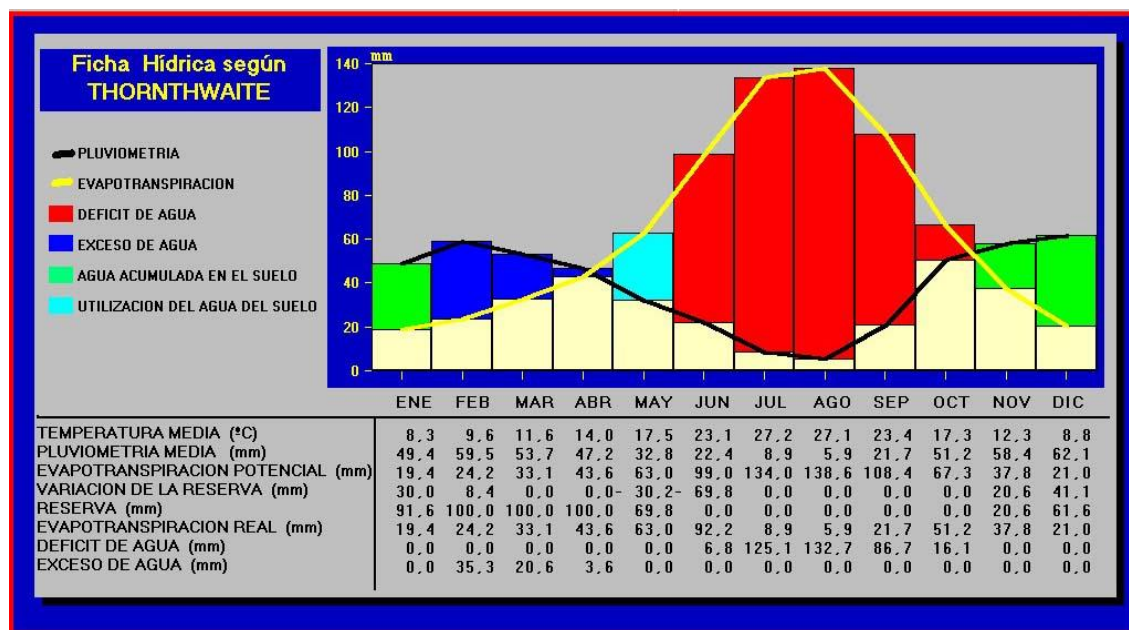 Ficha Hídrica según
THORNTHWAITE
PLUVIOMETRIA
EVAPOTRANSPIRACION
DEFICIT DE AGUA
EXCESO DE AGUA
AGUA ACUMULADA EN EL SUELO
UTILIZACION DEL AGUA DEL SUELO
mm
140
120
100
80
60
40
20
0
ENE FEB MAR ABR MAY JUN JUL AGO SEP OCT NOV DIC
TEMPERATURA MEDIA (ºC) 8,3 9,6 11,6 14,0 17,5 23,1 27,2 27,1 23,4 17,3 12,3 8,8
PLUVIOMETRIA MEDIA (mm) 49,4 59,5 53,7 47,2 32,8 22,4 8,9 5,9 21,7 51,2 58,4 62,1
EVAPOTRANSPIRACION POTENCIAL (mm) 19,4 24,2 33,1 43,6 63,0 99,0 134,0 138,6 108,4 67,3 37,8 21,0
VARIACION DE LA RESERVA (mm) 30,0 8,4 0,0 0,0- 30,2- 69,8 0,0 0,0 0,0 0,0 20,6 41,1
RESERVA (mm) 91,6 100,0 100,0 100,0 69,8 0,0 0,0 0,0 0,0 0,0 20,6 61,6
EVAPOTRANSPIRACION REAL (mm) 19,4 24,2 33,1 43,6 63,0 92,2 8,9 5,9 21,7 51,2 37,8 21,0
DEFICIT DE AGUA (mm) 0,0 0,0 0,0 0,0 0,0 6,8 125,1 132,7 86,7 16,1 0,0 0,0
EXCESO DE AGUA (mm) 0,0 35,3 20,6 3,6 0,0 0,0 0,0 0,0 0,0 0,0 0,0 0,0